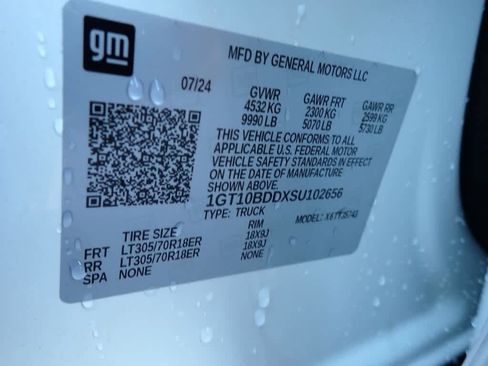 gm
MFD BY GENERAL MOTORS LLC
07/24
GVWR GAWR FRT GAWR RR
4532 KG 2300 KG 2599 KG
9990 LB 5070 LB 5730 LB
THIS VEHICLE CONFORMS TO ALL
APPLICABLE U.S. FEDERAL MOTOR
VEHICLE SAFETY STANDARDS IN EFFECT
ON THE DATE OF MANUFACTURE
SHOWN ABOVE.
1GT10BDDXSU102656
TYPE: TRUCK MODEL:
TIRE SIZE RIM
FRT LT305/70R18ER 18X9J
RR LT305/70R18ER 18X9J
SPA NONE NONE